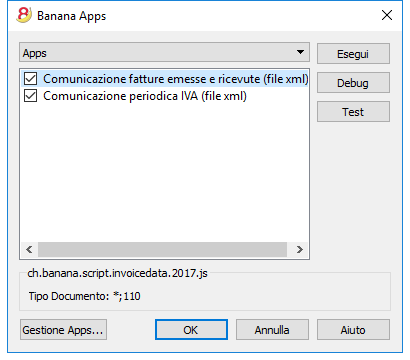 Banana Apps
Apps
Esegui
Comunicazione fatture emesse e ricevute (file xml)
Debug
Comunicazione periodica IVA (file xml)
Test
ch.banana.script.invoicedata.2017.js
Tipo Documento: *;110
Gestione Apps... OK Annulla Aiuto